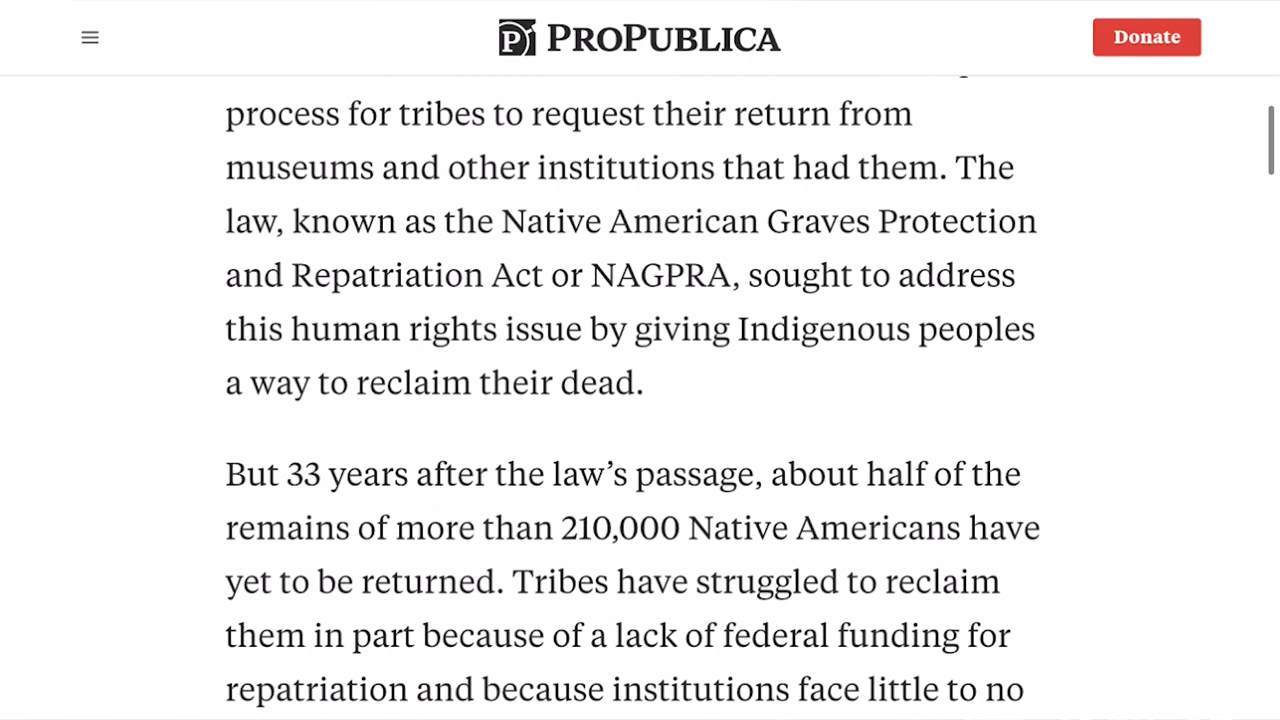 PROPUBLICA
Donate
process for tribes to request their return from
museums and other institutions that had them. The
law, known as the Native American Graves Protection
and Repatriation Act or NAGPRA, sought to address
this human rights issue by giving Indigenous peoples
a way to reclaim their dead.
But 33 years after the law’s passage, about half of the
remains of more than 210,000 Native Americans have
yet to be returned. Tribes have struggled to reclaim
them in part because of a lack of federal funding for
repatriation and because institutions face little to no